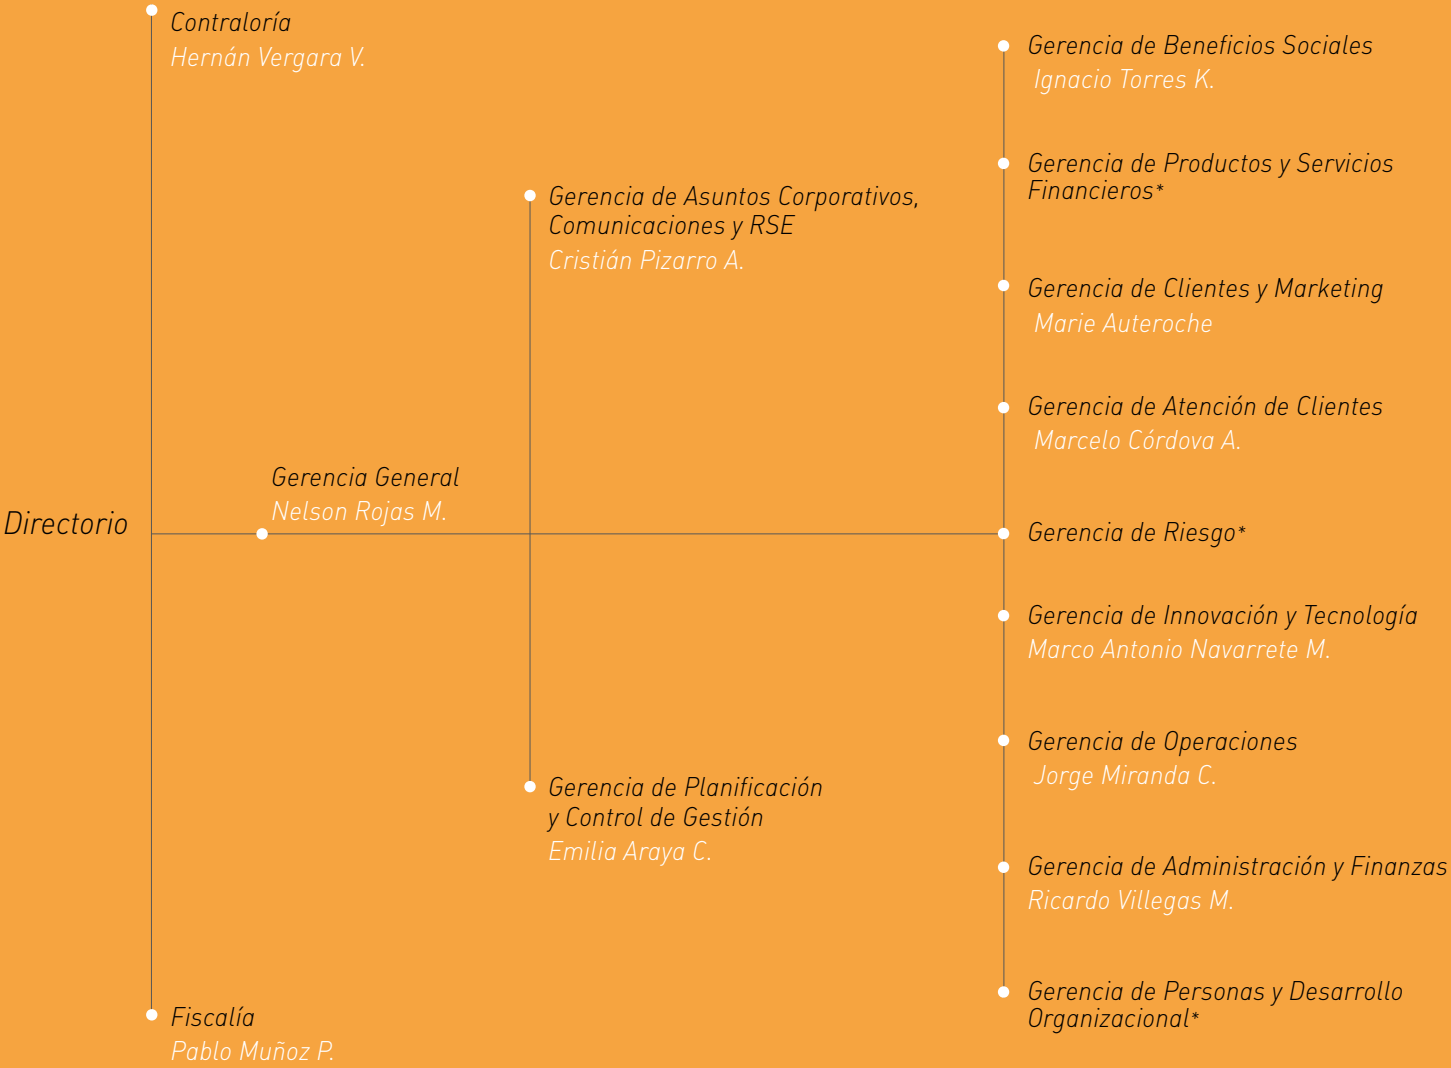 Directorio
Contraloría
Hernán Vergara V.
Gerencia General
Nelson Rojas M.
Fiscalía
Pablo Muñoz P.
Gerencia de Asuntos Corporativos,
Comunicaciones y RSE
Cristián Pizarro A.
Gerencia de Planificación
y Control de Gestión
Emilia Araya C.
Gerencia de Beneficios Sociales
Ignacio Torres K.
Gerencia de Productos y Servicios
Financieros*
Gerencia de Clientes y Marketing
Marie Auteroche
Gerencia de Atención de Clientes
Marcelo Córdova A.
Gerencia de Riesgo*
Gerencia de Innovación y Tecnología
Marco Antonio Navarrete M.
Gerencia de Operaciones
Jorge Miranda C.
Gerencia de Administración y Finanzas
Ricardo Villegas M.
Gerencia de Personas y Desarrollo
Organizacional*